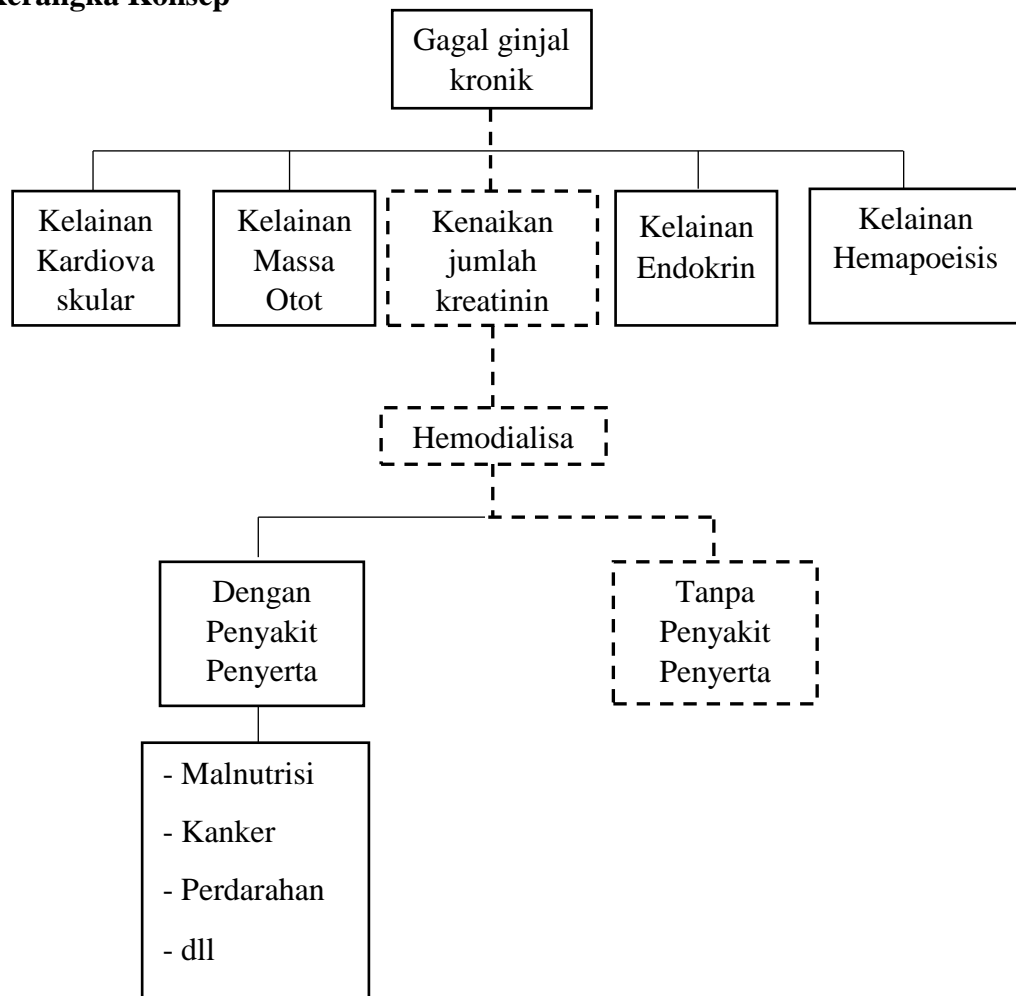 Kerangka Konsep
Gagal ginjal
kronik
Kelainan
Kardiova
skular
Kelainan
Massa
Otot
Kenaikan
jumlah
kreatinin
Kelainan
Endokrin
Kelainan
Hemapoeisis
Hemodialisa
Dengan
Penyakit
Penyerta
Tanpa
Penyakit
Penyerta
- Malnutrisi
- Kanker
- Perdarahan
- dll